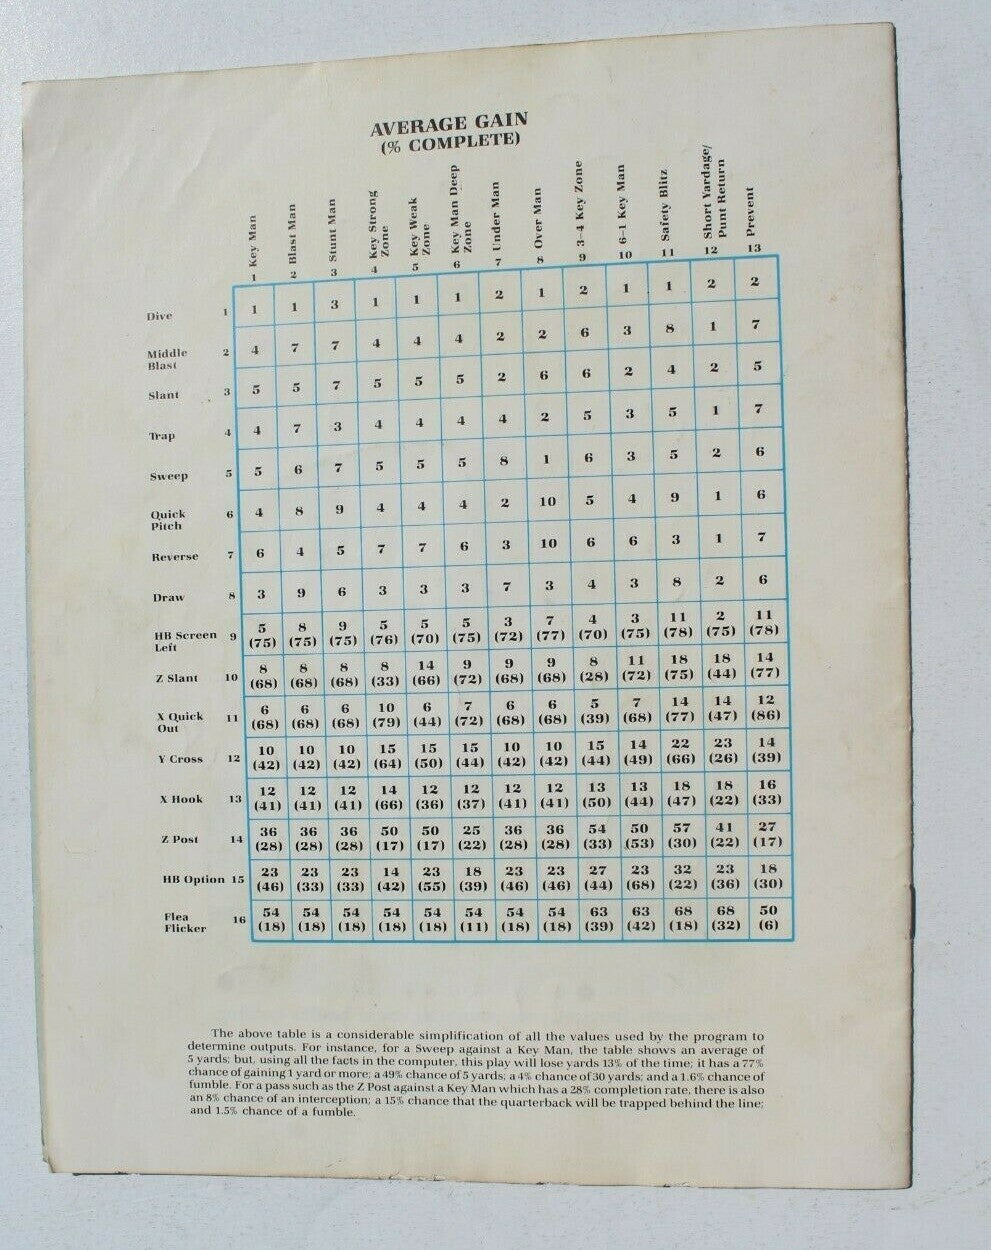 AVERAGE GAIN
(% COMPLETE)
1 Key Man
2 Blast Man
3 Stunt Man
4 Key Strong
Zone
5 Key Weak
Zone
6 Key Man Deep
Zone
7 Under Man
8 Over Man
9 3-4 Key Zone
10 6-1 Key Man
11 Safety Blitz
12 Short Yardage/
Punt Return
13 Prevent
Dive 1 1 1 3 1 1 1 2 1 2 1 1 2 2
Middle 2 4 7 7 4 4 4 2 2 6 3 8 1 7
Blast
Slant 3 5 5 7 5 5 5 2 6 6 2 4 2 5
Trap 4 4 7 3 4 4 4 4 2 5 3 5 1 7
Sweep 5 5 6 7 5 5 5 8 1 6 3 5 2 6
Quick 6 4 8 9 4 4 4 2 10 5 4 9 1 6
Pitch
Reverse 7 6 4 5 7 7 6 3 10 6 6 3 1 7
Draw 8 3 9 6 3 3 3 7 3 4 3 8 2 6
HB Screen 9 5 8 9 5 5 5 3 7 4 3 11 2 11
Left (75) (75) (75) (76) (70) (75) (72) (77) (70) (75) (78) (75) (78)
Z Slant 10 8 8 8 8 14 9 9 9 8 11 18 18 14
(68) (68) (68) (33) (66) (72) (68) (68) (28) (72) (75) (44) (77)
X Quick 11 6 6 6 10 6 7 6 6 5 7 14 14 12
Out (68) (68) (68) (79) (44) (72) (68) (68) (39) (68) (77) (47) (86)
Y Cross 12 10 10 10 15 15 15 10 10 15 14 22 23 14
(42) (42) (42) (64) (50) (44) (42) (42) (44) (49) (66) (26) (39)
X Hook 13 12 12 12 14 12 12 12 12 13 13 18 18 16
(41) (41) (41) (66) (36) (37) (41) (41) (50) (44) (47) (22) (33)
Z Post 14 36 36 36 50 50 25 36 36 54 50 57 41 27
(28) (28) (28) (17) (17) (22) (28) (28) (33) (53) (30) (22) (17)
HB Option 15 23 23 23 14 23 18 23 23 27 23 32 23 18
(46) (33) (33) (42) (55) (39) (46) (46) (44) (68) (22) (36) (30)
Flea 16 54 54 54 54 54 54 54 54 63 63 68 68 50
Flicker (18) (18) (18) (18) (18) (11) (18) (18) (39) (42) (18) (32) (6)
The above table is a considerable simplification of all the values used by the program to
determine outputs. For instance, for a Sweep against a Key Man, the table shows an average of
5 yards; but, using all the facts in the computer, this play will lose yards 13% of the time; it has a 77%
chance of gaining 1 yard or more; a 49% chance of 5 yards; a 4% chance of 30 yards; and a 1.6% chance of
fumble. For a pass such as the Z Post against a Key Man which has a 28% completion rate, there is also
an 8% chance of an interception; a 15% chance that the quarterback will be trapped behind the line;
and 1.5% chance of a fumble.